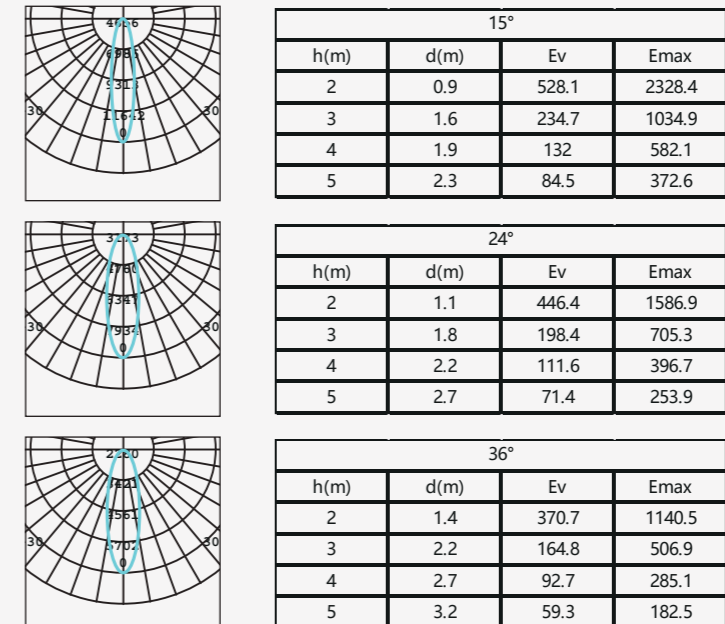 15°
h(m) d(m) Ev Emax
2 0.9 528.1 2328.4
3 1.6 234.7 1034.9
4 1.9 132 582.1
5 2.3 84.5 372.6
30 11642 30
0
24°
h(m) d(m) Ev Emax
2 1.1 446.4 1586.9
3 1.8 198.4 705.3
4 2.2 111.6 396.7
5 2.7 71.4 253.9
30 30
0
36°
h(m) d(m) Ev Emax
2 1.4 370.7 1140.5
3 2.2 164.8 506.9
4 2.7 92.7 285.1
5 3.2 59.3 182.5
30 30
0